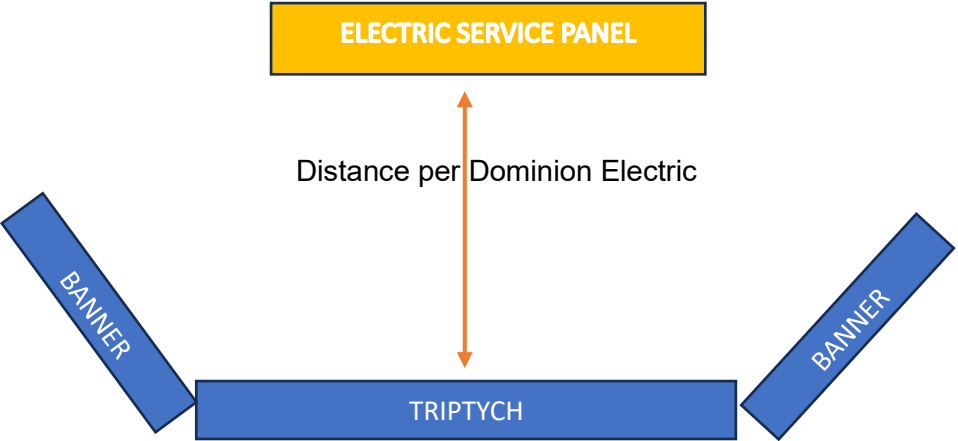 ELECTRIC SERVICE PANEL
Distance per Dominion Electric
BANNER
BANNER
TRIPTYCH